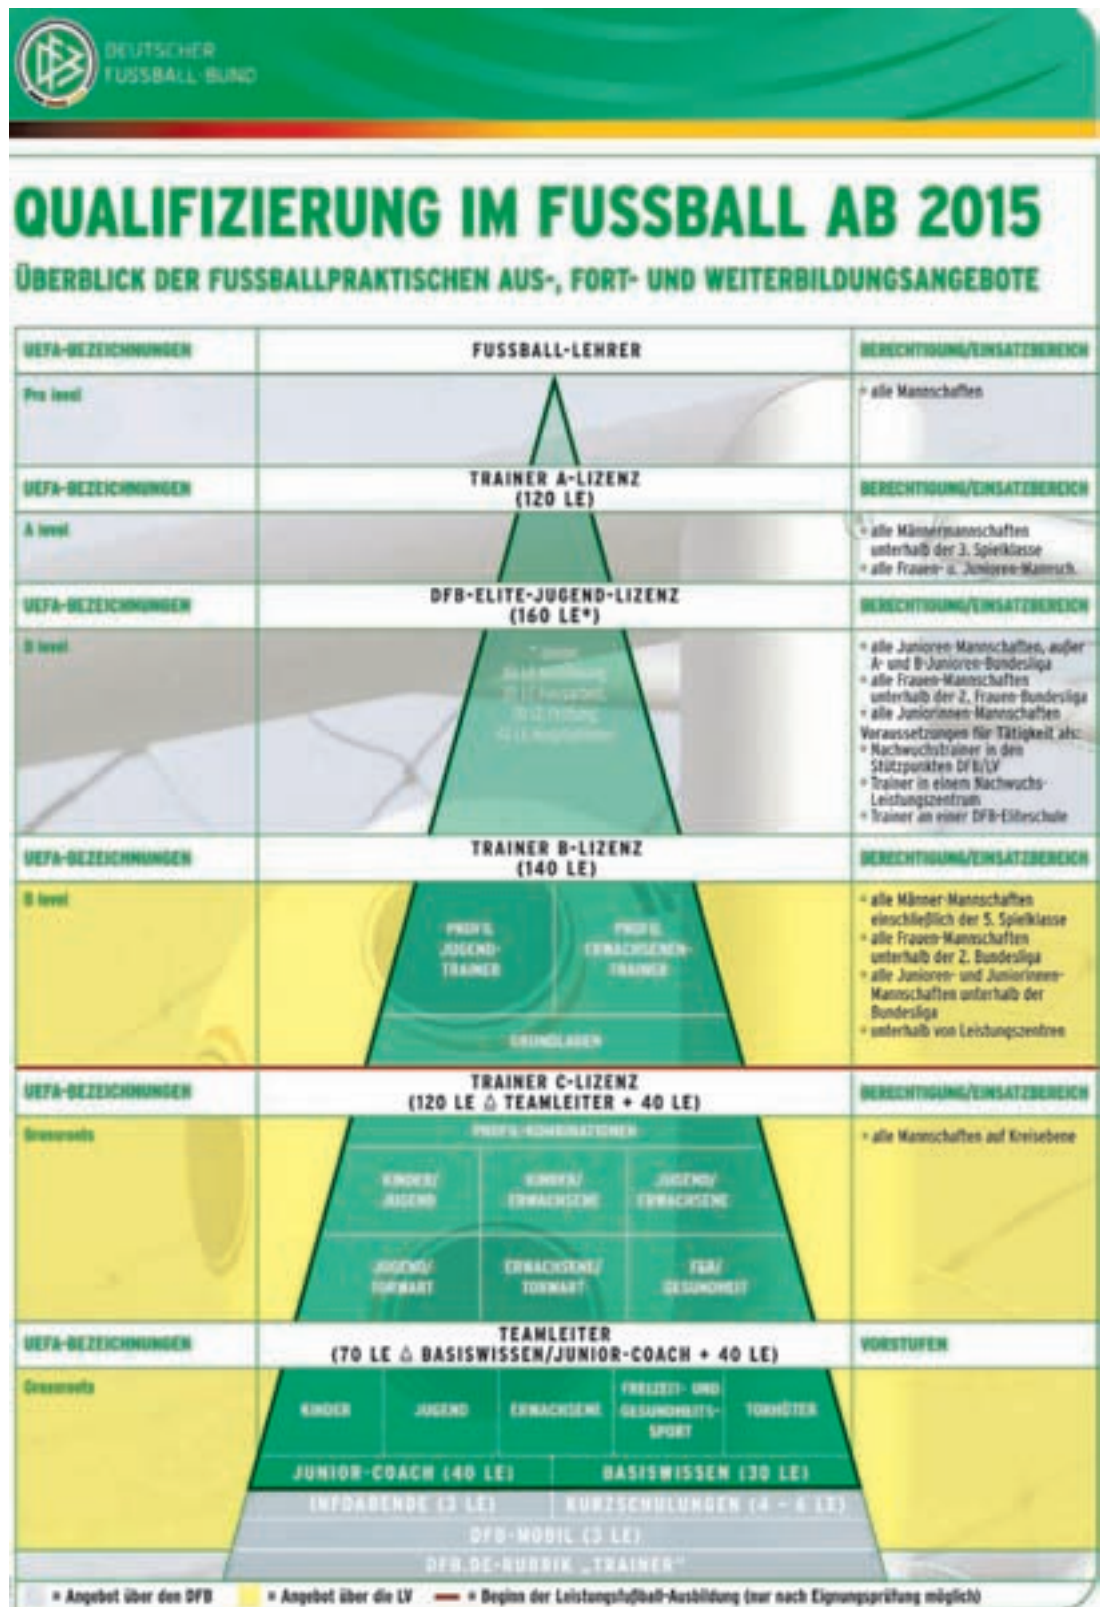 DEUTSCHER
FUSSBALL-BUND
QUALIFIZIERUNG IM FUSSBALL AB 2015
ÜBERBLICK DER FUSSBALLPRAKTISCHEN AUS-, FORT- UND WEITERBILDUNGSANGEBOTE
UEFA-BEZEICHNUNGEN
FUSSBALL-LEHRER
BERECHTIGUNG/EINSATZBEREICH
Pro level
▫ alle Mannschaften
UEFA-BEZEICHNUNGEN
TRAINER A-LIZENZ
(120 LE)
BERECHTIGUNG/EINSATZBEREICH
A level
▫ alle Männermannschaften
unterhalb der 3. Spielklasse
▫ alle Frauen- u. Junioren-Mannsch.
UEFA-BEZEICHNUNGEN
DFB-ELITE-JUGEND-LIZENZ
(160 LE*)
BERECHTIGUNG/EINSATZBEREICH
B level
▫ alle Junioren-Mannschaften, außer
A- und B-Junioren-Bundesliga
▫ alle Frauen-Mannschaften
unterhalb der 2. Frauen-Bundesliga
▫ alle Juniorinnen-Mannschaften
Voraussetzungen für Tätigkeit als:
▫ Nachwuchstrainer in den
Stützpunkten DFB/LV
▫ Trainer in einem Nachwuchs-
Leistungszentrum
▫ Trainer an einer DFB-Eliteschule
UEFA-BEZEICHNUNGEN
TRAINER B-LIZENZ
(140 LE)
BERECHTIGUNG/EINSATZBEREICH
B level
PROFIL
JUGEND-
TRAINER
PROFIL
ERWACHSENEN-
TRAINER
GRUNDLAGEN
▫ alle Männer-Mannschaften
einschließlich der 5. Spielklasse
▫ alle Frauen-Mannschaften
unterhalb der 2. Bundesliga
▫ alle Junioren- und Juniorinnen-
Mannschaften unterhalb der
Bundesliga
▫ unterhalb von Leistungszentren
UEFA-BEZEICHNUNGEN
TRAINER C-LIZENZ
(120 LE ≙ TEAMLEITER + 40 LE)
BERECHTIGUNG/EINSATZBEREICH
Grassroots
PROFIL-KOMBINATIONEN
▫ alle Mannschaften auf Kreisebene
KINDER/
JUGEND
KINDER/
ERWACHSENE
JUGEND/
ERWACHSENE
JUGEND/
TORWART
ERWACHSENE/
TORWART
FGR/
GESUNDHEIT
UEFA-BEZEICHNUNGEN
TEAMLEITER
(70 LE ≙ BASISWISSEN/JUNIOR-COACH + 40 LE)
VORSTUFEN
Grassroots
KINDER
JUGEND
ERWACHSENE
FREIZEIT- UND
GESUNDHEITS-
SPORT
TORHÜTER
JUNIOR-COACH (40 LE)
BASISWISSEN (30 LE)
INFOABENDE (3 LE)
KURZSCHULUNGEN (4 - 6 LE)
DFB-MOBIL (3 LE)
DFB.DE-RUBRIK „TRAINER“
= Angebot über den DFB
= Angebot über die LV
= Beginn der Leistungsfußball-Ausbildung (nur nach Eignungsprüfung möglich)